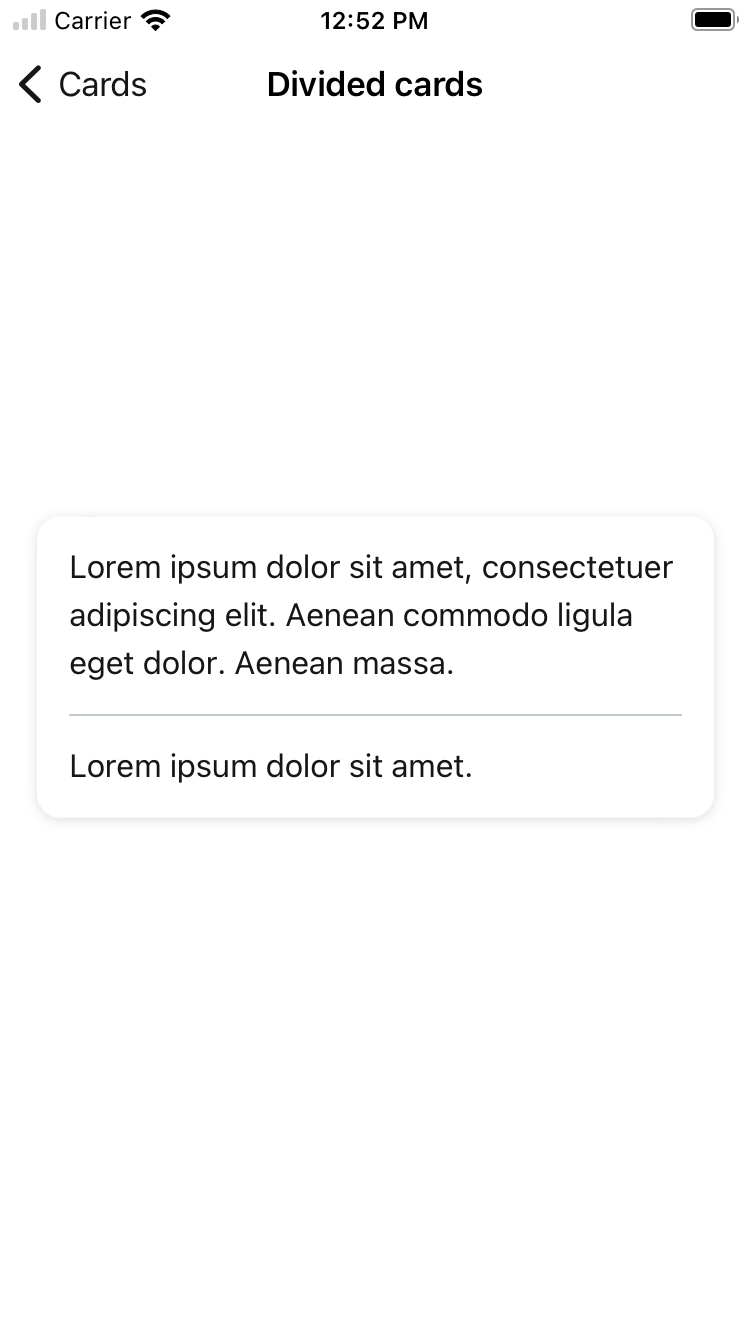 Carrier 12:52 PM
Cards Divided cards
Lorem ipsum dolor sit amet, consectetuer
adipiscing elit. Aenean commodo ligula
eget dolor. Aenean massa.
Lorem ipsum dolor sit amet.